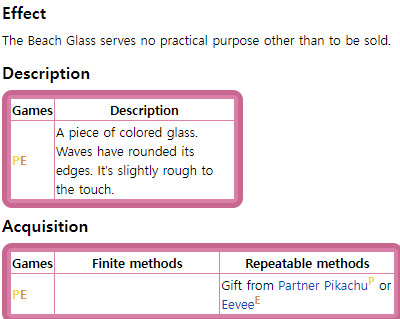 Effect
The Beach Glass serves no practical purpose other than to be sold.
Description
Games Description
PE
A piece of colored glass.
Waves have rounded its
edges. It's slightly rough to
the touch.
Acquisition
Games Finite methods Repeatable methods
PE
Gift from Partner PikachuP or
EeveeE